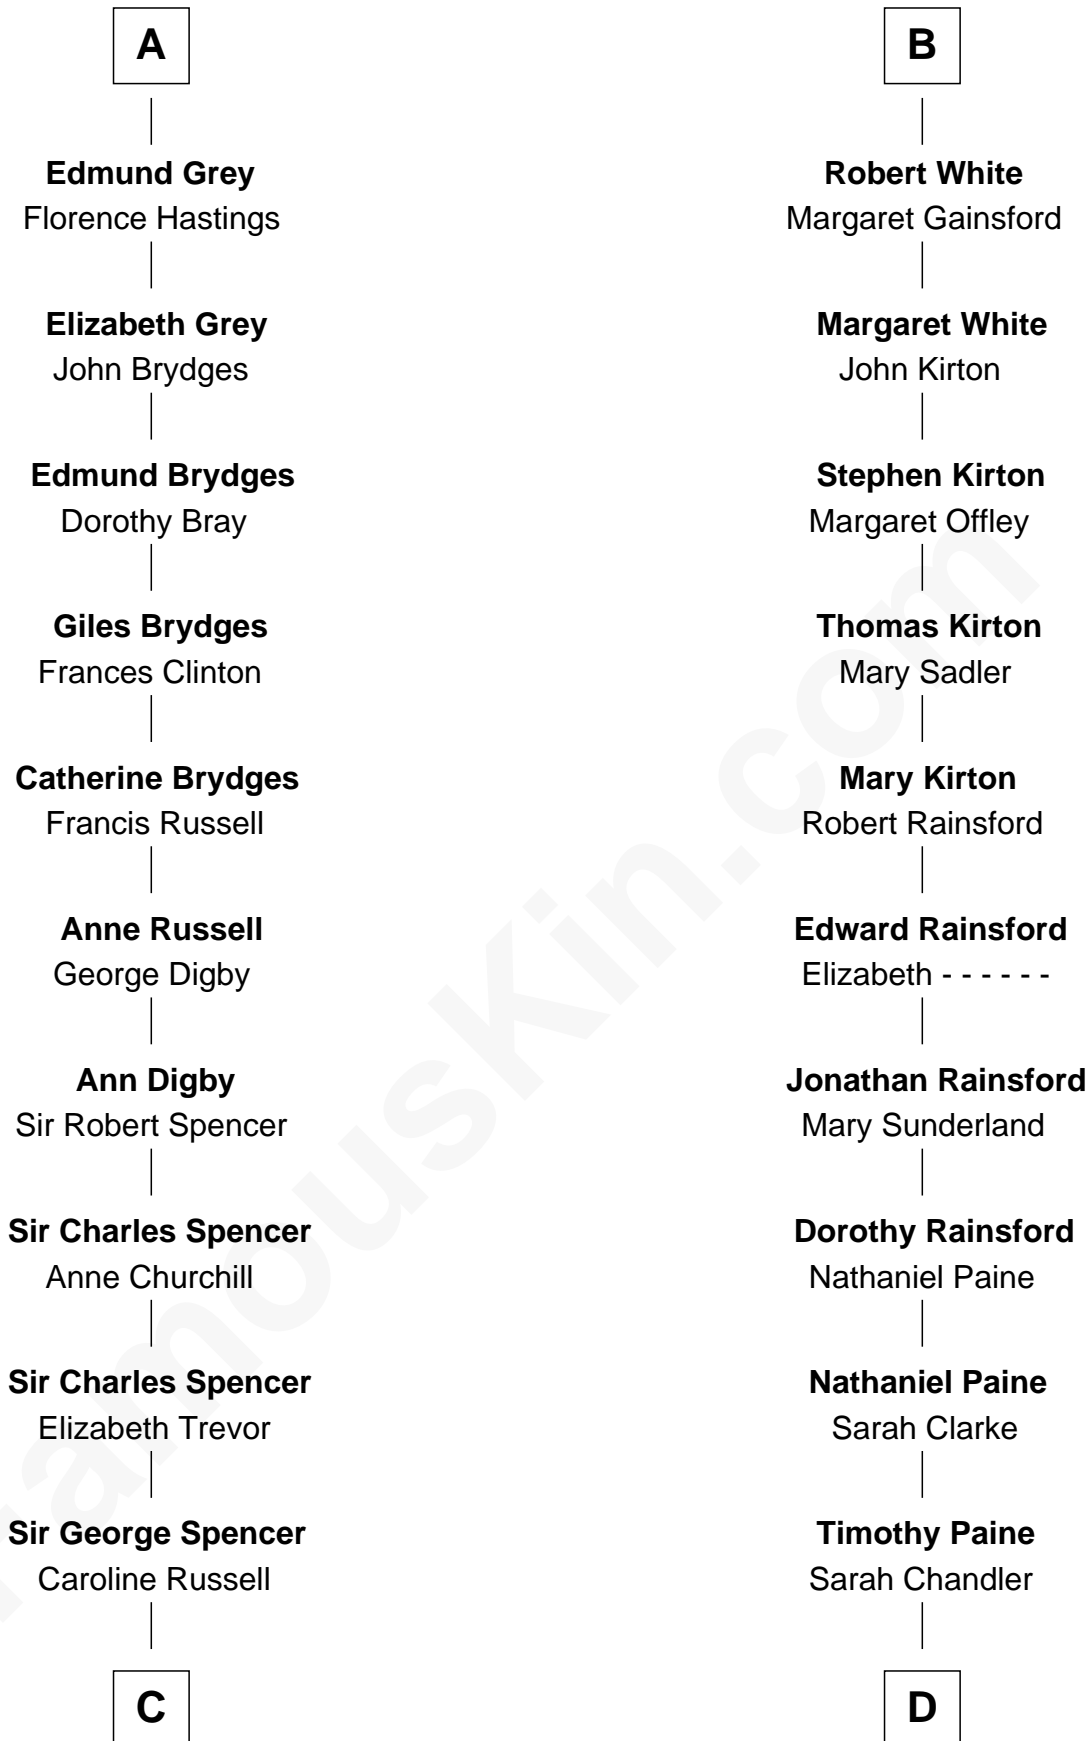 A
Edmund Grey
Florence Hastings
Elizabeth Grey
John Brydges
Edmund Brydges
Dorothy Bray
Giles Brydges
Frances Clinton
Catherine Brydges
Francis Russell
Anne Russell
George Digby
Ann Digby
Sir Robert Spencer
Sir Charles Spencer
Anne Churchill
Sir Charles Spencer
Elizabeth Trevor
Sir George Spencer
Caroline Russell
C
B
Robert White
Margaret Gainsford
Margaret White
John Kirton
Stephen Kirton
Margaret Offley
Thomas Kirton
Mary Sadler
Mary Kirton
Robert Rainsford
Edward Rainsford
Elizabeth - - - - - -
Jonathan Rainsford
Mary Sunderland
Dorothy Rainsford
Nathaniel Paine
Nathaniel Paine
Sarah Clarke
Timothy Paine
Sarah Chandler
D
FamousKin.com